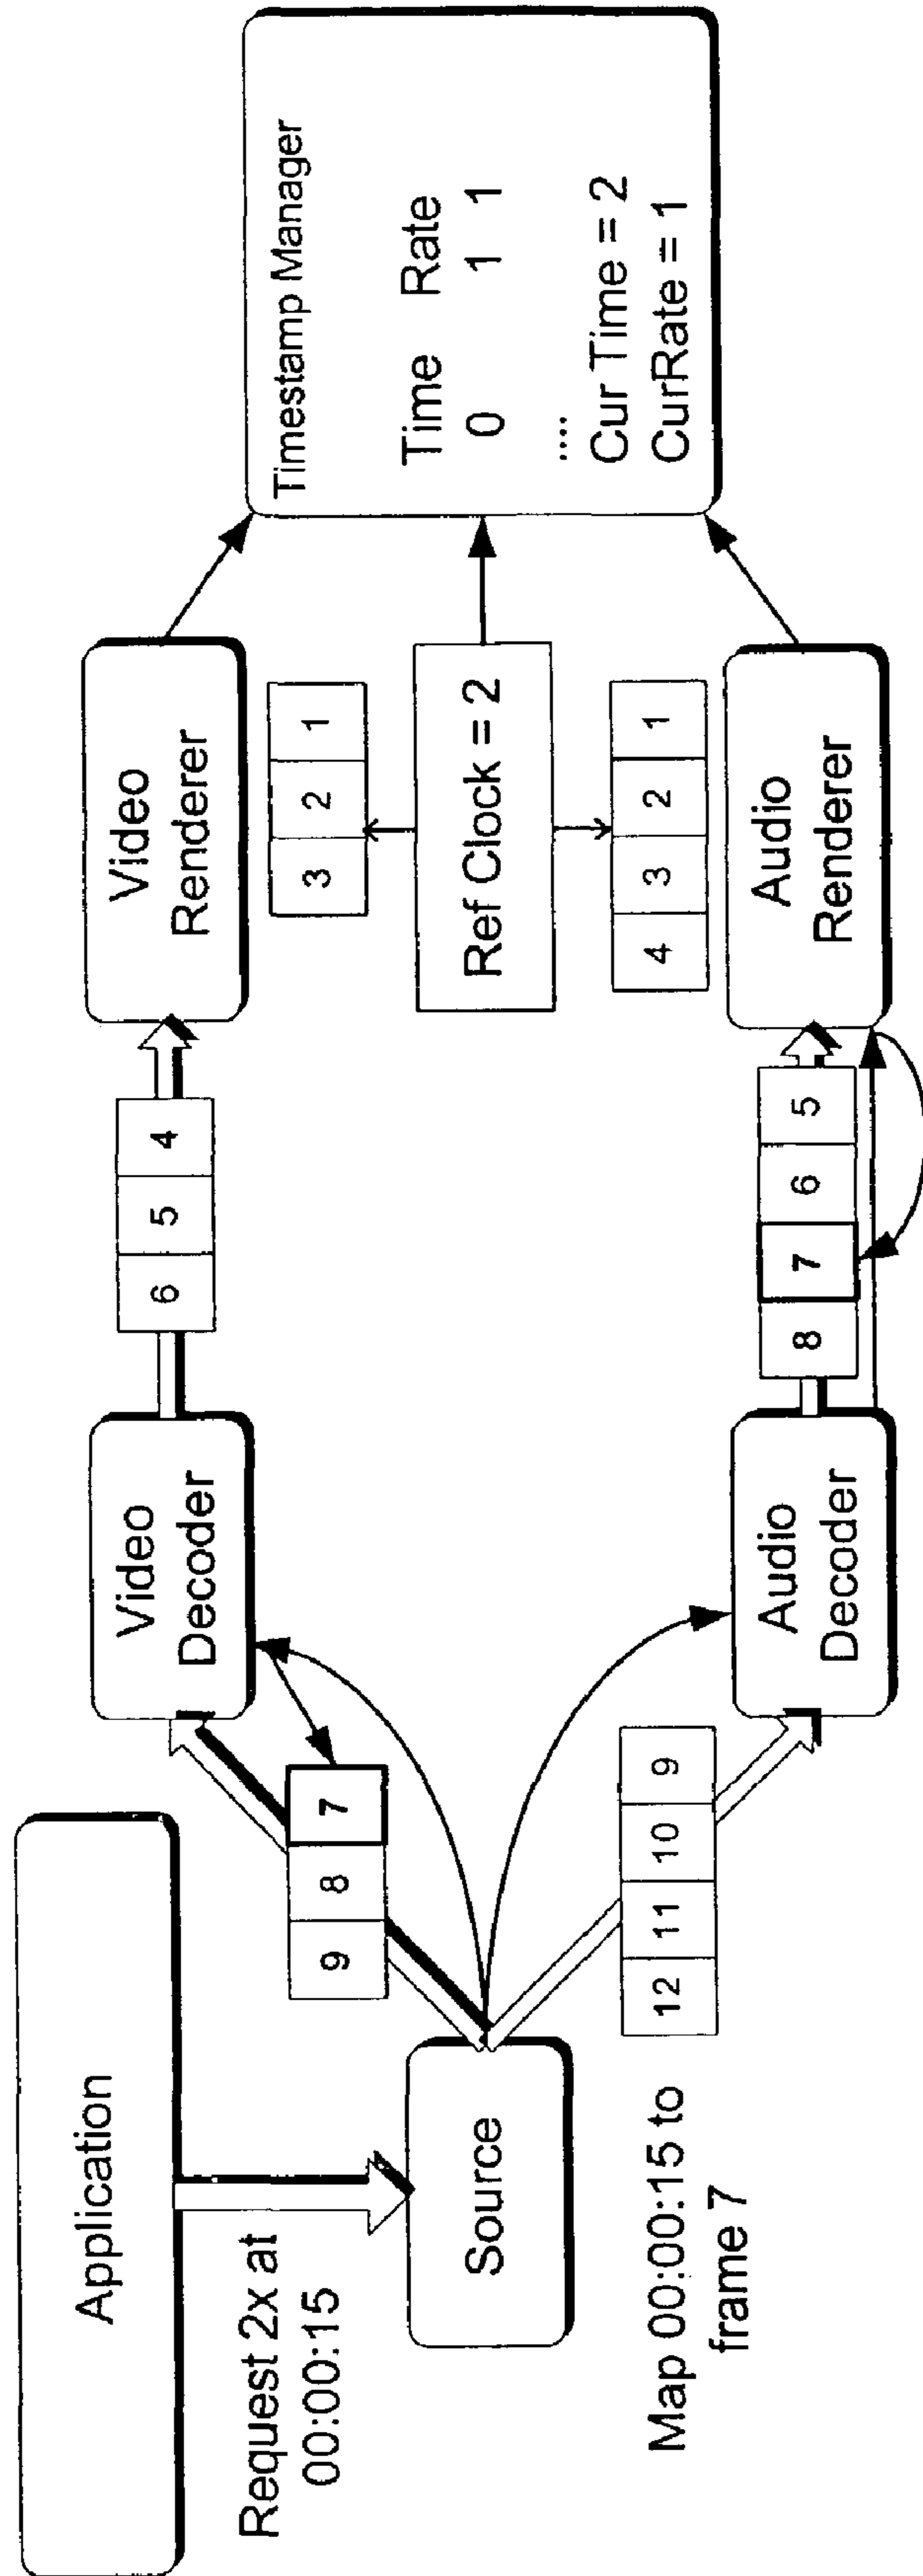 Application
Request 2x at
00:00:15
Source
Map 00:00:15 to
frame 7
9 8 7
12 11 10 9
Video
Decoder
6 5 4
Video
Renderer
3 2 1
Ref Clock = 2
4 3 2 1
Audio
Decoder
8 7 6 5
Audio
Renderer
Timestamp Manager
Time Rate
0 1 1
....
Cur Time = 2
CurRate = 1